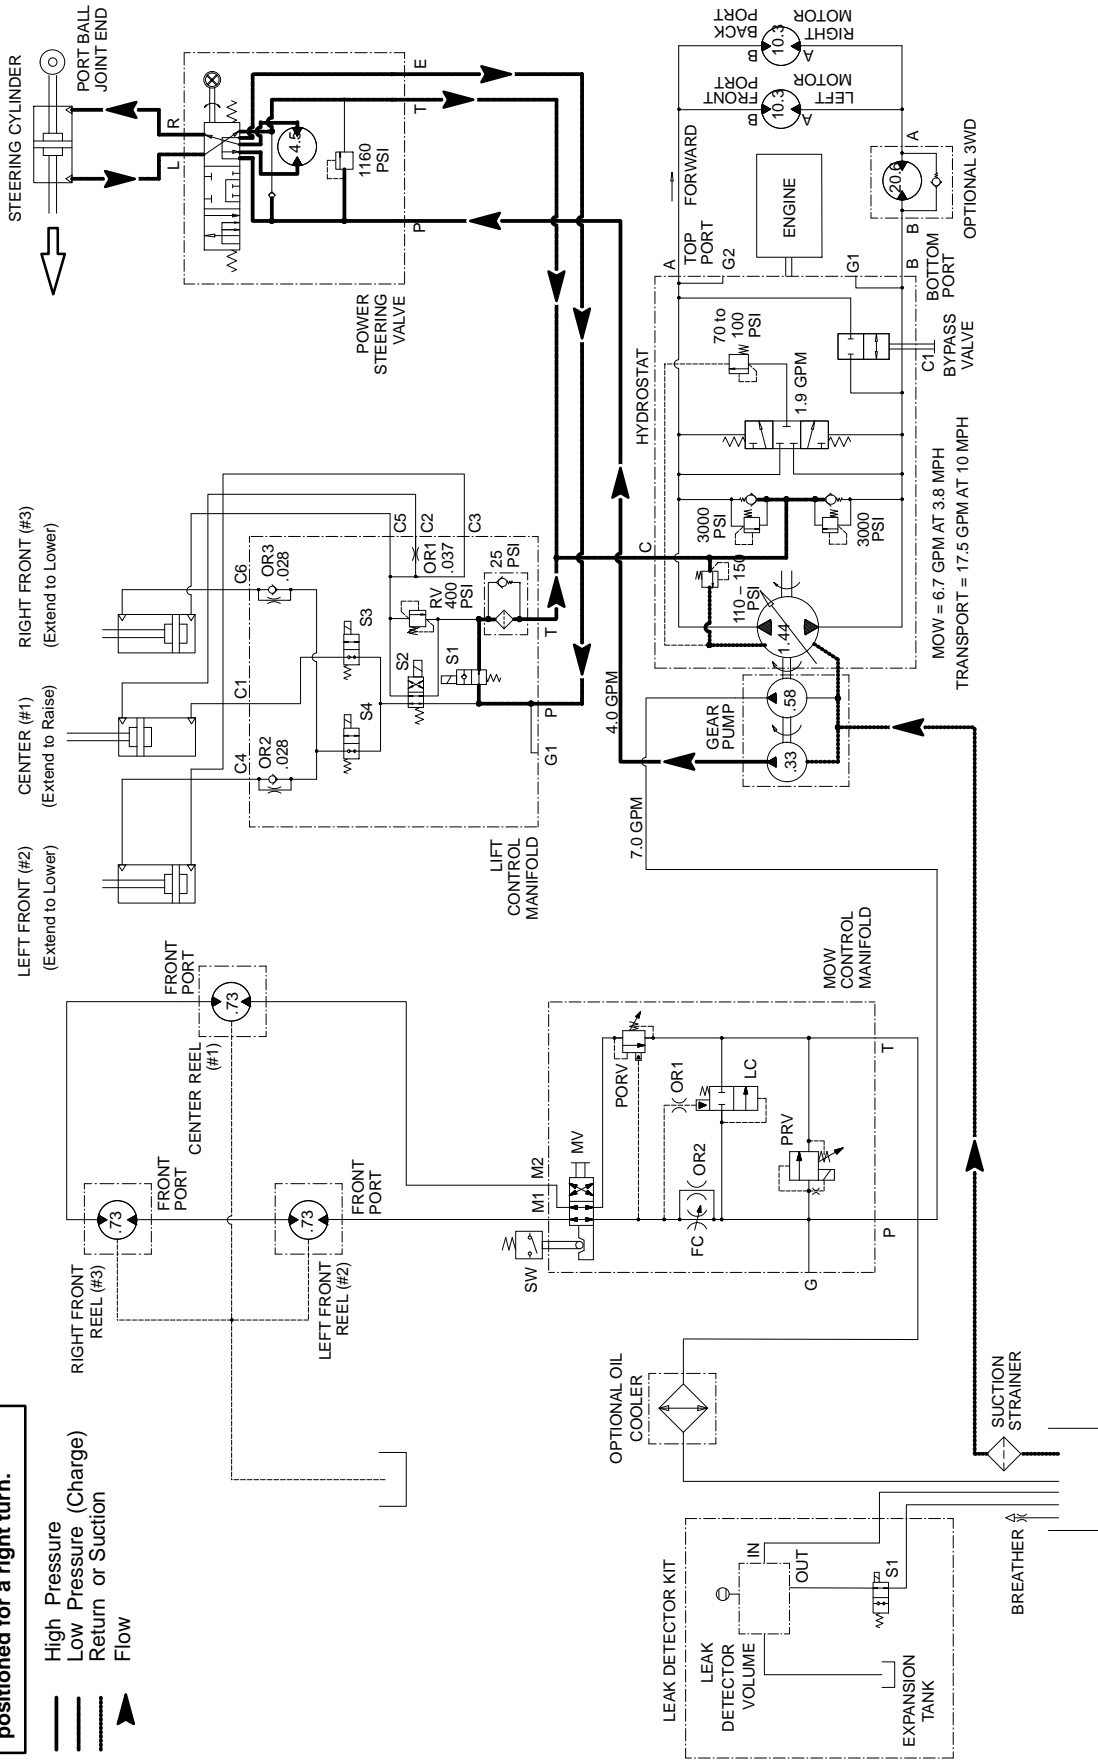 positioned for a right turn.
High Pressure
Low Pressure (Charge)
Return or Suction
Flow
LEFT FRONT (#2)
(Extend to Lower)
CENTER (#1)
(Extend to Raise)
RIGHT FRONT (#3)
(Extend to Lower)
STEERING CYLINDER
PORT BALL
JOINT END
L
R
4.5
1160
PSI
P
T
E
POWER
STEERING
VALVE
C4
C1
C6
OR2
.028
OR3
.028
S4
S3
S2
S1
RV
400
PSI
C5
C2
C3
OR1
.037
25
PSI
G1
P
T
LIFT
CONTROL
MANIFOLD
RIGHT FRONT
REEL (#3)
.73
FRONT
PORT
LEFT FRONT
REEL (#2)
.73
FRONT
PORT
CENTER REEL
(#1)
.73
FRONT
PORT
SW
M1
M2
MV
PORV
OR1
LC
FC
OR2
PRV
G
P
T
MOW
CONTROL
MANIFOLD
7.0 GPM
4.0 GPM
GEAR
PUMP
.33
.58
1.44
110 – 150
PSI
C
HYDROSTAT
3000
PSI
3000
PSI
1.9 GPM
70 to
100
PSI
C1
BYPASS
VALVE
A
TOP
PORT
G2
G1
B
BOTTOM
PORT
MOW = 6.7 GPM AT 3.8 MPH
TRANSPORT = 17.5 GPM AT 10 MPH
FORWARD
ENGINE
B
20.6
A
OPTIONAL 3WD
FRONT
PORT
B
10.3
A
LEFT
MOTOR
BACK
PORT
B
10.3
A
RIGHT
MOTOR
OPTIONAL OIL
COOLER
SUCTION
STRAINER
BREATHER
LEAK DETECTOR KIT
LEAK
DETECTOR
VOLUME
IN
OUT
S1
EXPANSION
TANK